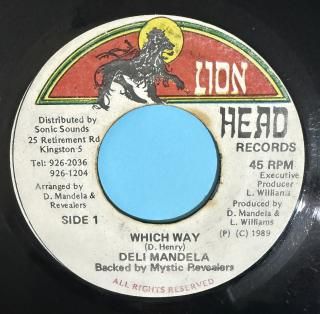 LION
HEAD
RECORDS
Distributed by
Sonic Sounds
25 Retirement Rd
Kingston 5
Tel: 926-2036
926-1204
Arranged by
D. Mandela &
Revealers
SIDE 1
45 RPM
Executive
Producer
L. Williams
Produced by
D. Mandela &
L. Williams
(P) (C) 1989
WHICH WAY
(D. Henry)
DELI MANDELA
Backed by Mystic Revealers
ALL RIGHTS RESERVED